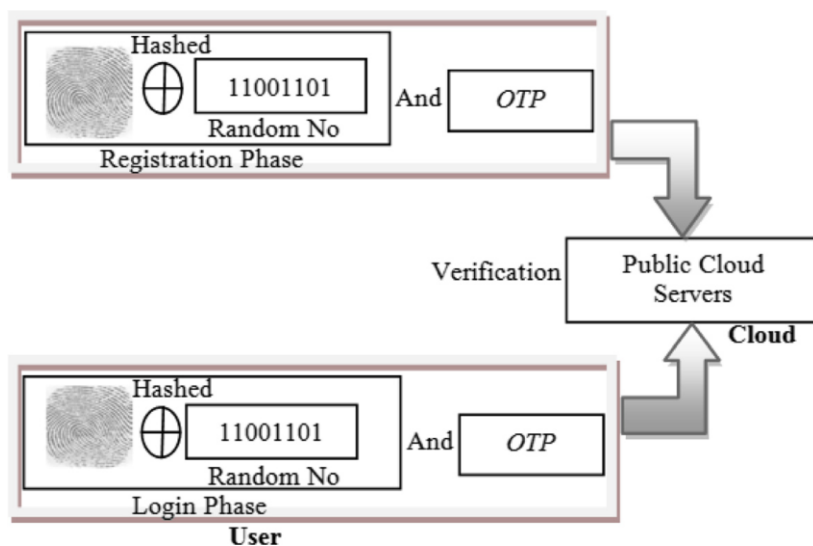 Hashed
11001101
Random No
And
OTP
Registration Phase
Verification
Public Cloud
Servers
Cloud
Hashed
11001101
Random No
And
OTP
Login Phase
User